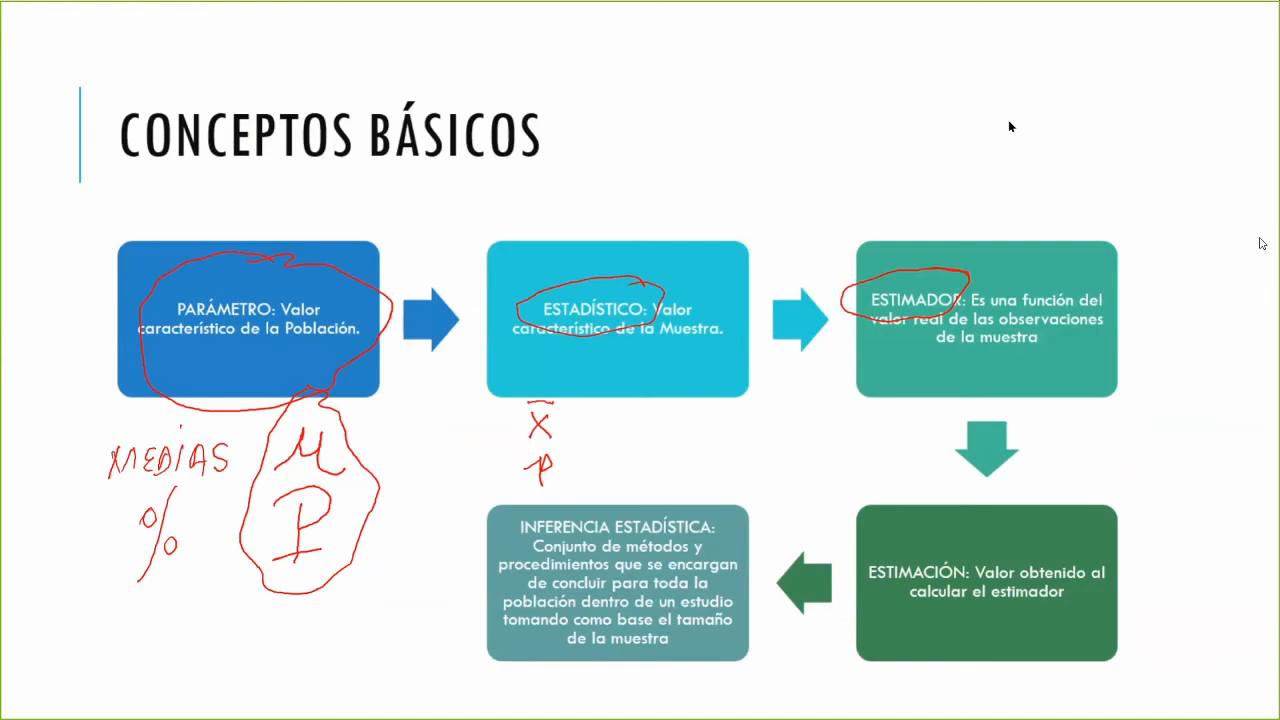 CONCEPTOS BÁSICOS
PARÁMETRO: Valor
característico de la Población.
ESTADÍSTICO: Valor
característico de la Muestra.
ESTIMADOR: Es una función del
valor real de las observaciones
de la muestra
MEDIAS
%
μ
P
x̄
p
INFERENCIA ESTADÍSTICA:
Conjunto de métodos y
procedimientos que se encargan
de concluir para toda la
población dentro de un estudio
tomando como base el tamaño
de la muestra
ESTIMACIÓN: Valor obtenido al
calcular el estimador